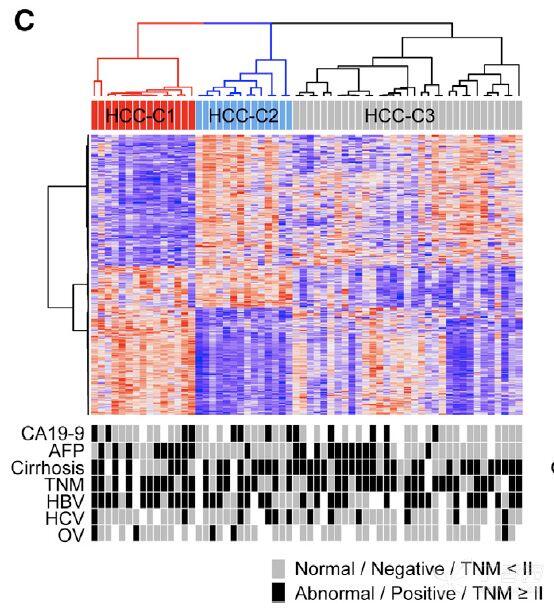 C
HCC-C1 HCC-C2 HCC-C3
CA19-9
AFP
Cirrhosis
TNM
HBV
HCV
OV
Normal / Negative / TNM < II
Abnormal / Positive / TNM ≥ II